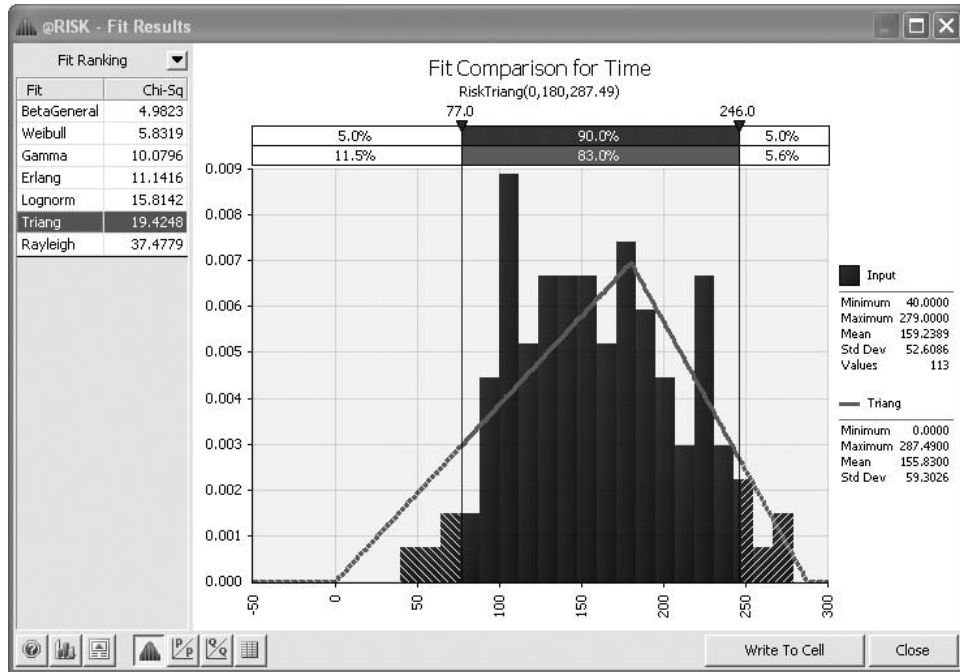 @RISK - Fit Results
Fit Ranking
Fit Chi-Sq
BetaGeneral 4.9823
Weibull 5.8319
Gamma 10.0796
Erlang 11.1416
Lognorm 15.8142
Triang 19.4248
Rayleigh 37.4779
Fit Comparison for Time
RiskTriang(0,180,287.49)
77.0 246.0
5.0% 90.0% 5.0%
11.5% 83.0% 5.6%
0.009
0.008
0.007
0.006
0.005
0.004
0.003
0.002
0.001
0.000
-50 0 50 100 150 200 250 300
Input
Minimum 40.0000
Maximum 279.0000
Mean 159.2389
Std Dev 52.6086
Values 113
Triang
Minimum 0.0000
Maximum 287.4900
Mean 155.8300
Std Dev 59.3026
P/P Q/Q
Write To Cell Close